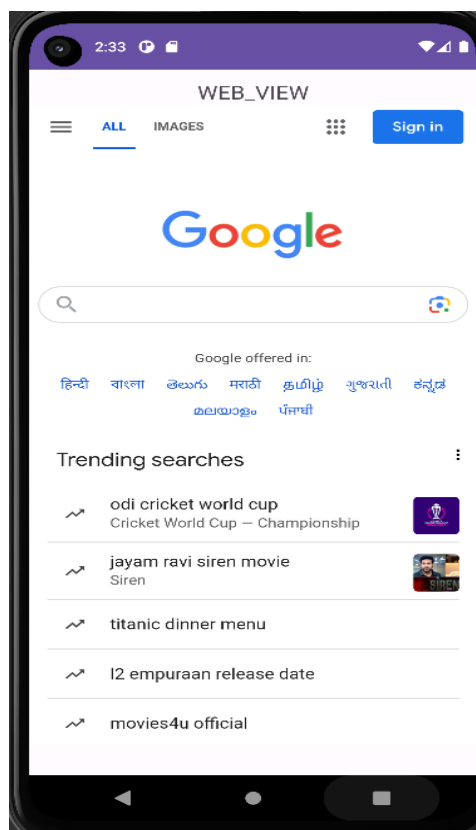 2:33
WEB_VIEW
ALL IMAGES Sign in
Google
Google offered in:
हिन्दी বাংলা తెలుగు मराठी தமிழ் ગુજરાતી ಕನ್ನಡ
മലയാളം ਪੰਜਾਬੀ
Trending searches
odi cricket world cup
Cricket World Cup – Championship
jayam ravi siren movie
Siren
SIREN
titanic dinner menu
l2 empuraan release date
movies4u official